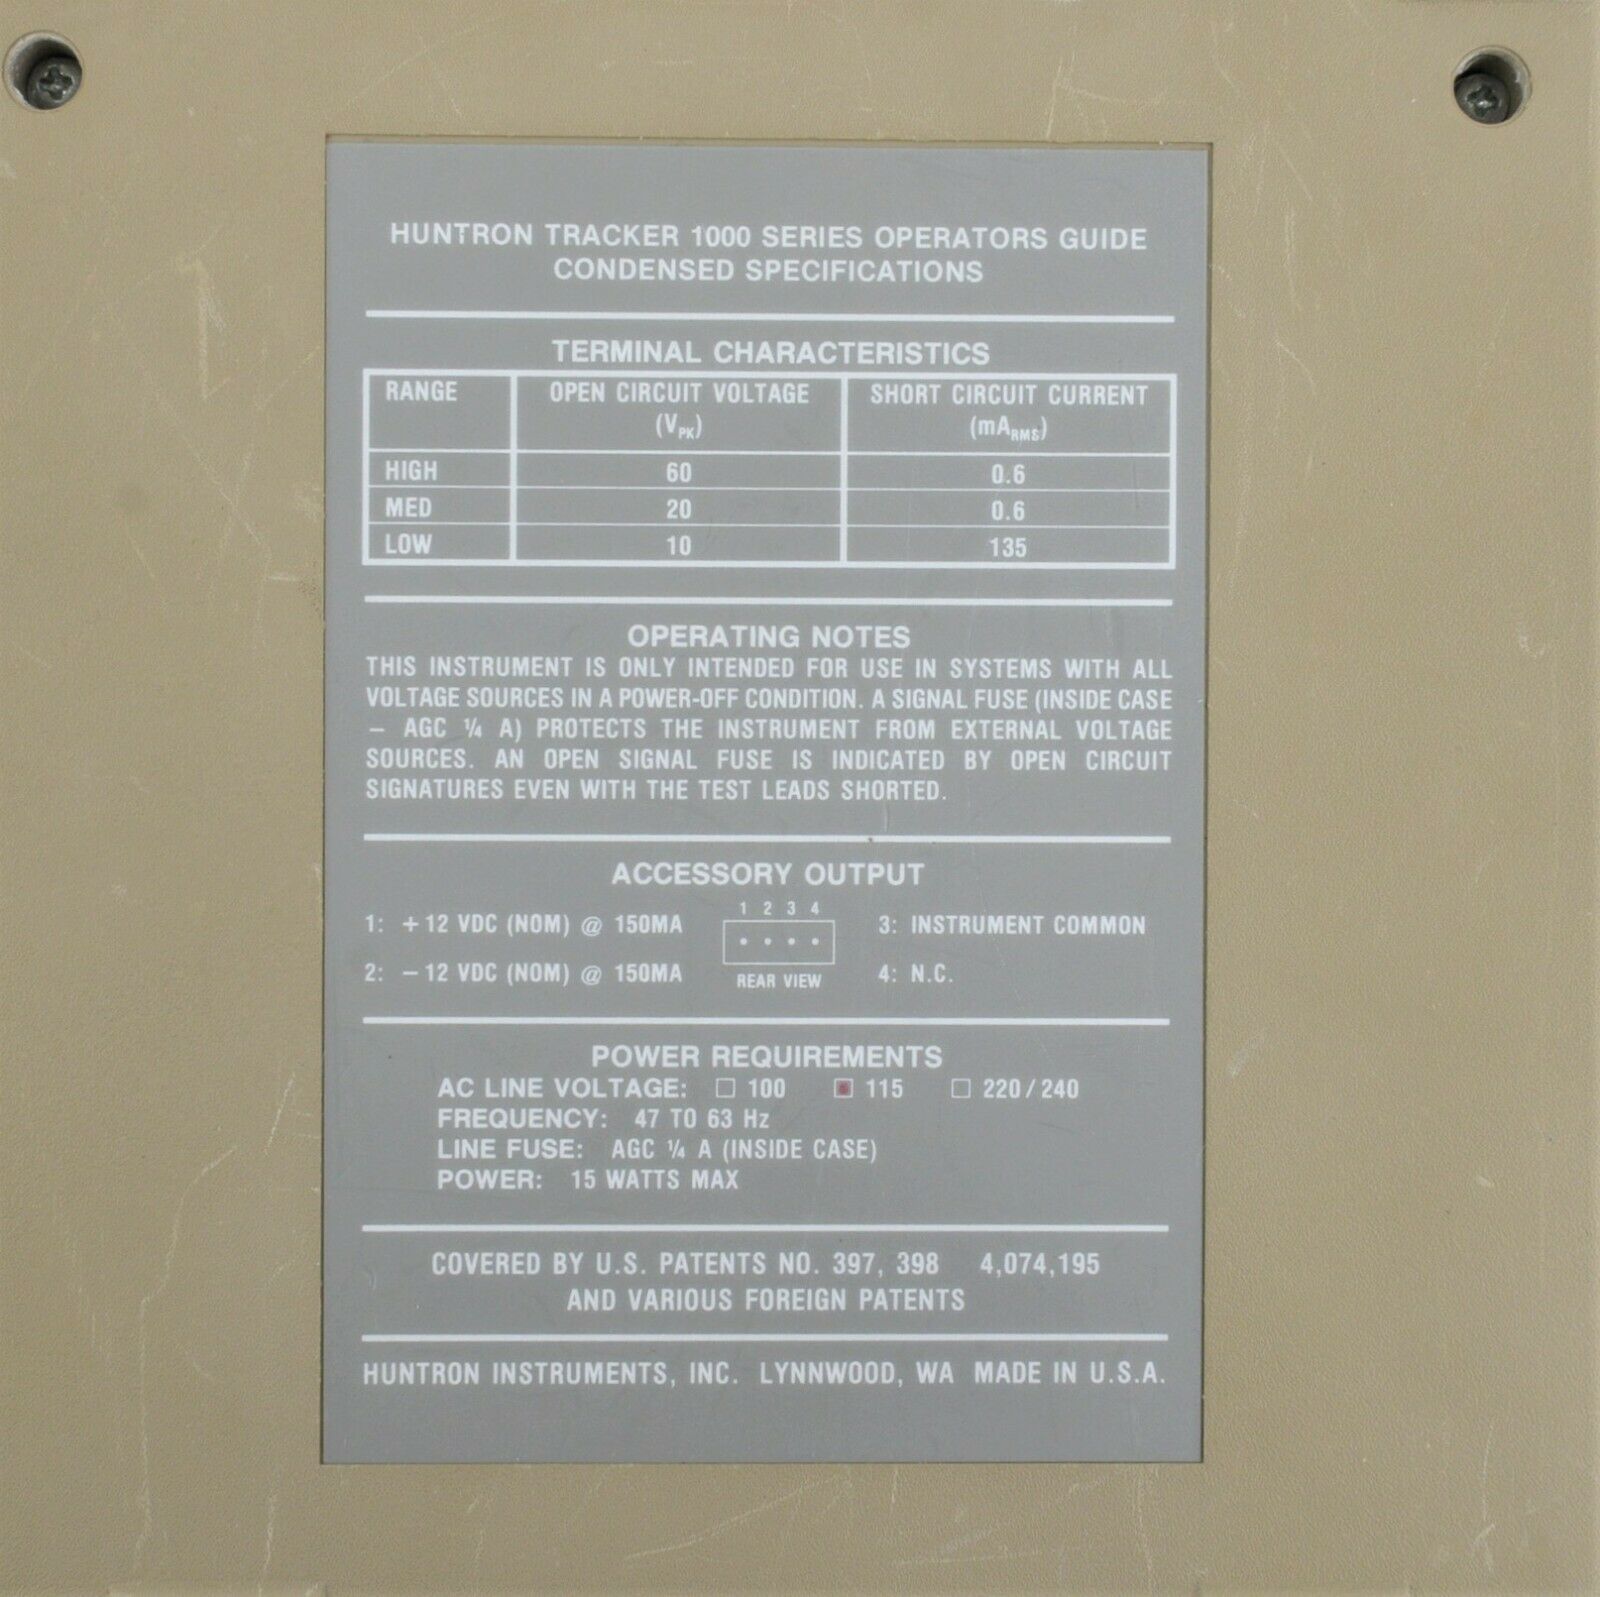 HUNTRON TRACKER 1000 SERIES OPERATORS GUIDE
CONDENSED SPECIFICATIONS
TERMINAL CHARACTERISTICS
RANGE OPEN CIRCUIT VOLTAGE (VPK) SHORT CIRCUIT CURRENT (mARMS)
HIGH 60 0.6
MED 20 0.6
LOW 10 135
OPERATING NOTES
THIS INSTRUMENT IS ONLY INTENDED FOR USE IN SYSTEMS WITH ALL
VOLTAGE SOURCES IN A POWER-OFF CONDITION. A SIGNAL FUSE (INSIDE CASE
– AGC ¼ A) PROTECTS THE INSTRUMENT FROM EXTERNAL VOLTAGE
SOURCES. AN OPEN SIGNAL FUSE IS INDICATED BY OPEN CIRCUIT
SIGNATURES EVEN WITH THE TEST LEADS SHORTED.
ACCESSORY OUTPUT
1 2 3 4
1: +12 VDC (NOM) @ 150MA 3: INSTRUMENT COMMON
2: –12 VDC (NOM) @ 150MA REAR VIEW 4: N.C.
POWER REQUIREMENTS
AC LINE VOLTAGE: 100 115 220/240
FREQUENCY: 47 TO 63 Hz
LINE FUSE: AGC ¼ A (INSIDE CASE)
POWER: 15 WATTS MAX
COVERED BY U.S. PATENTS NO. 397, 398 4,074,195
AND VARIOUS FOREIGN PATENTS
HUNTRON INSTRUMENTS, INC. LYNNWOOD, WA MADE IN U.S.A.